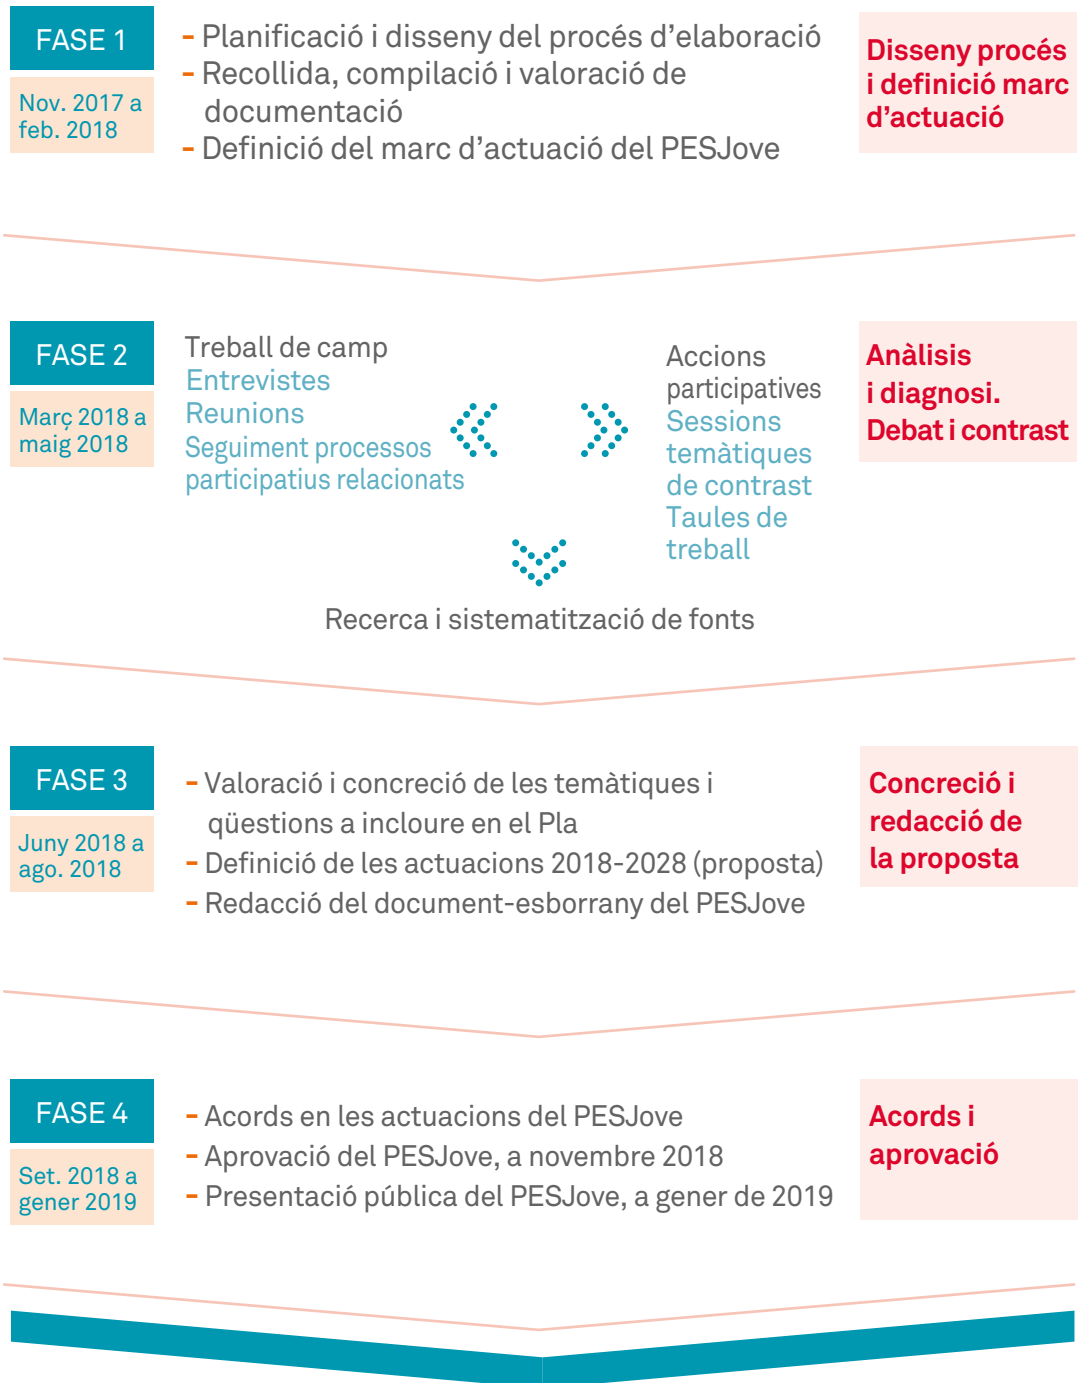 FASE 1
Nov. 2017 a
feb. 2018
- Planificació i disseny del procés d’elaboració
- Recollida, compilació i valoració de
documentació
- Definició del marc d’actuació del PESJove
Disseny procés
i definició marc
d’actuació
FASE 2
Març 2018 a
maig 2018
Treball de camp
Entrevistes
Reunions
Seguiment processos
participatius relacionats
Accions
participatives
Sessions
temàtiques
de contrast
Taules de
treball
Recerca i sistematització de fonts
Anàlisis
i diagnosi.
Debat i contrast
FASE 3
Juny 2018 a
ago. 2018
- Valoració i concreció de les temàtiques i
qüestions a incloure en el Pla
- Definició de les actuacions 2018-2028 (proposta)
- Redacció del document-esborrany del PESJove
Concreció i
redacció de
la proposta
FASE 4
Set. 2018 a
gener 2019
- Acords en les actuacions del PESJove
- Aprovació del PESJove, a novembre 2018
- Presentació pública del PESJove, a gener de 2019
Acords i
aprovació